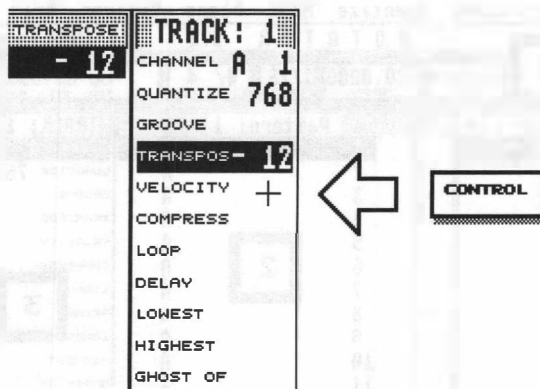 TRANSPOSE
- 12
TRACK: 1
CHANNEL A 1
QUANTIZE 768
GROOVE
TRANSPOS- 12
VELOCITY
COMPRESS
LOOP
DELAY
LOWEST
HIGHEST
GHOST OF
CONTROL